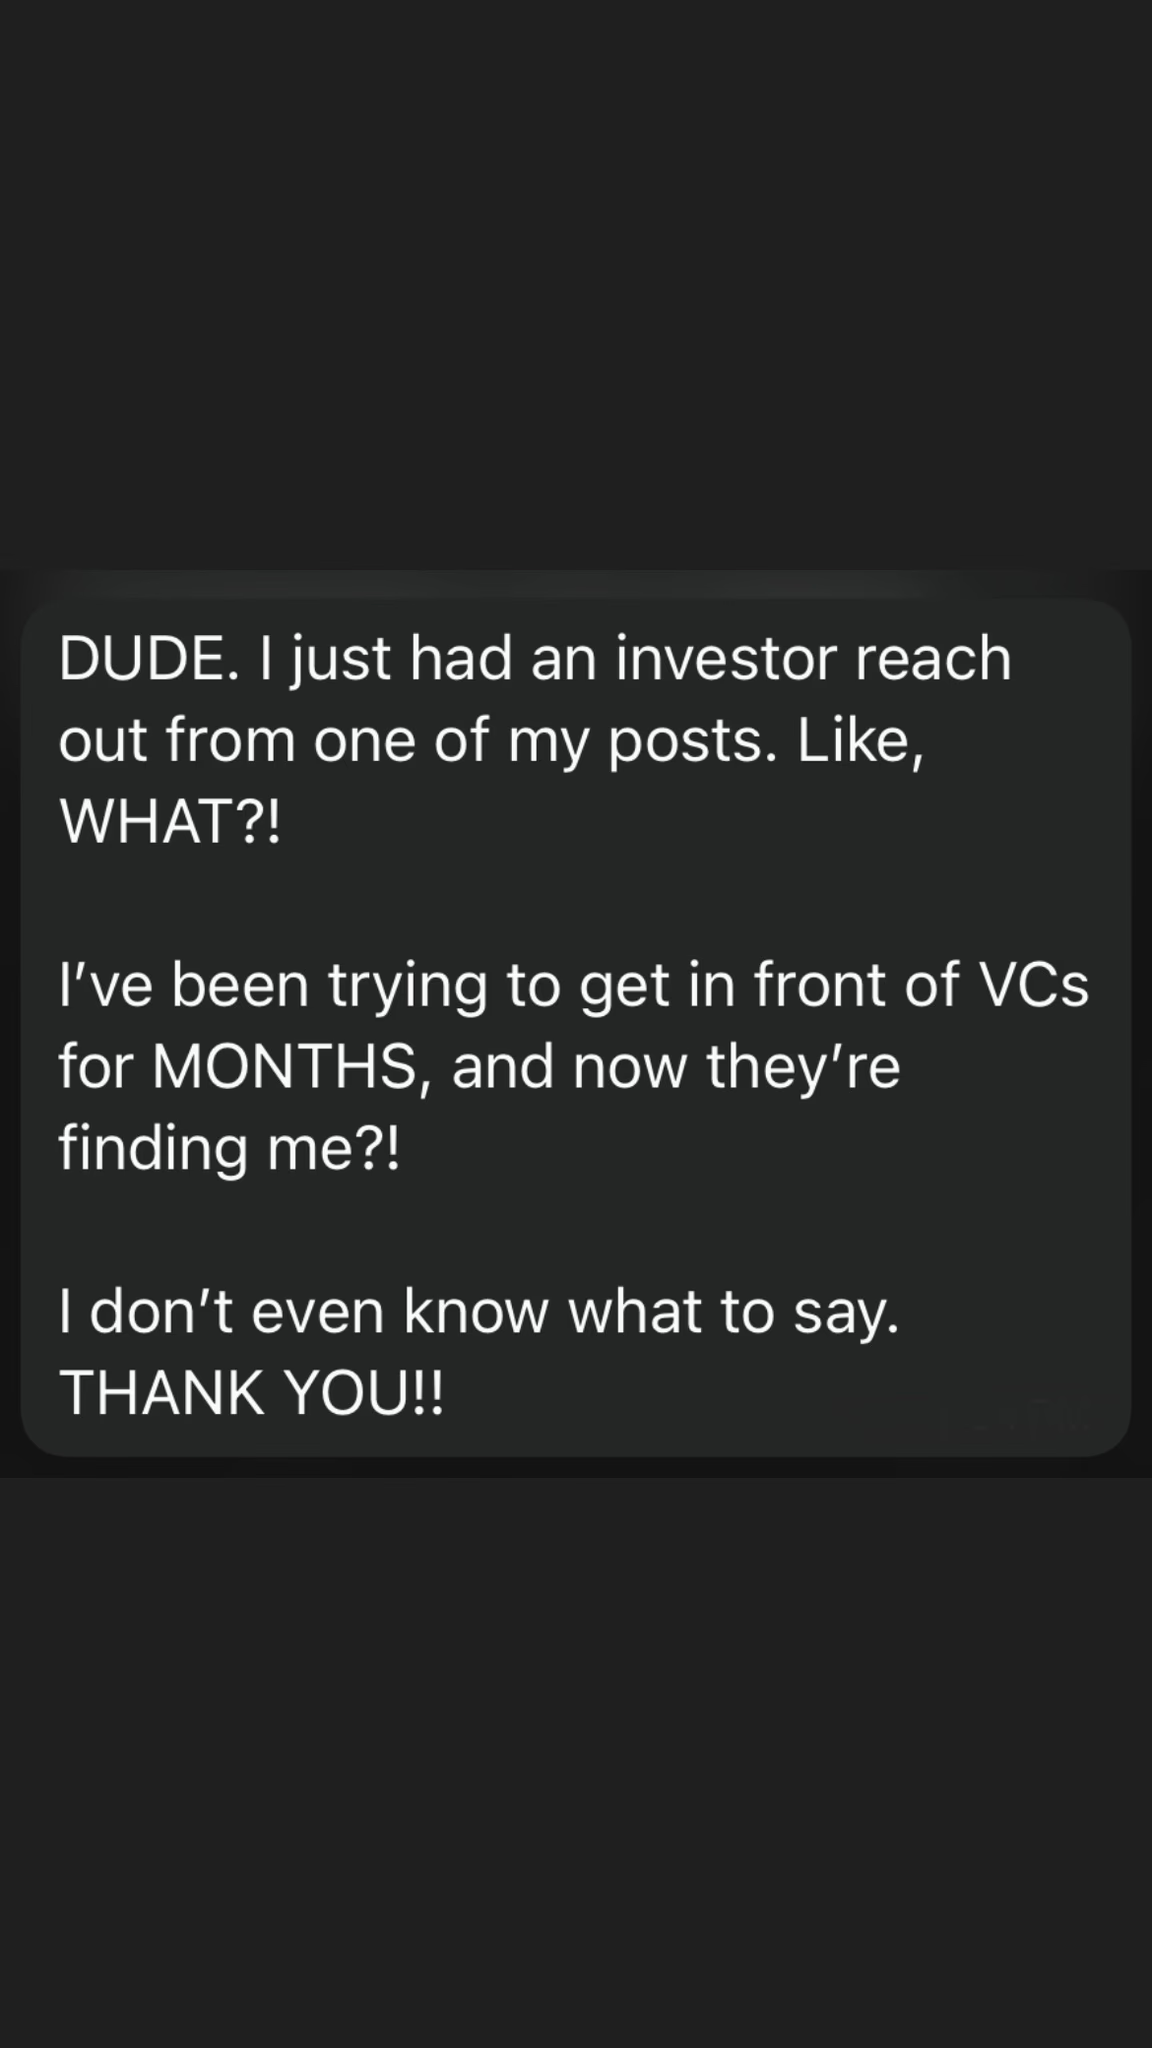 DUDE. I just had an investor reach
out from one of my posts. Like,
WHAT?!
I’ve been trying to get in front of VCs
for MONTHS, and now they’re
finding me?!
I don’t even know what to say.
THANK YOU!!